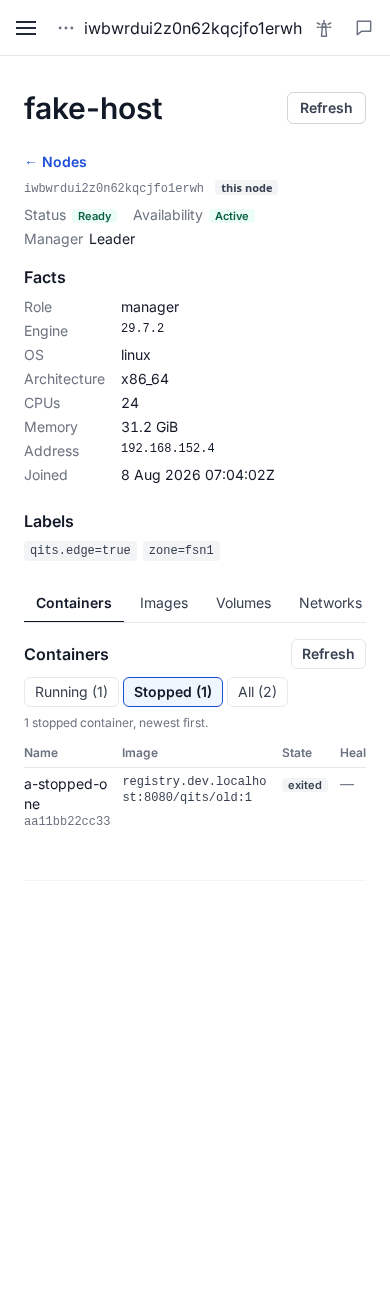 iwbwrdui2z0n62kqcjfo1erwh
fake-host
Refresh
← Nodes
iwbwrdui2z0n62kqcjfo1erwh this node
Status Ready Availability Active
Manager Leader
Facts
Role manager
Engine 29.7.2
OS linux
Architecture x86_64
CPUs 24
Memory 31.2 GiB
Address 192.168.152.4
Joined 8 Aug 2026 07:04:02Z
Labels
qits.edge=true zone=fsn1
Containers Images Volumes Networks
Containers Refresh
Running (1) Stopped (1) All (2)
1 stopped container, newest first.
Name Image State Heal
a-stopped-o
ne
aa11bb22cc33
registry.dev.localho
st:8080/qits/old:1
exited
—